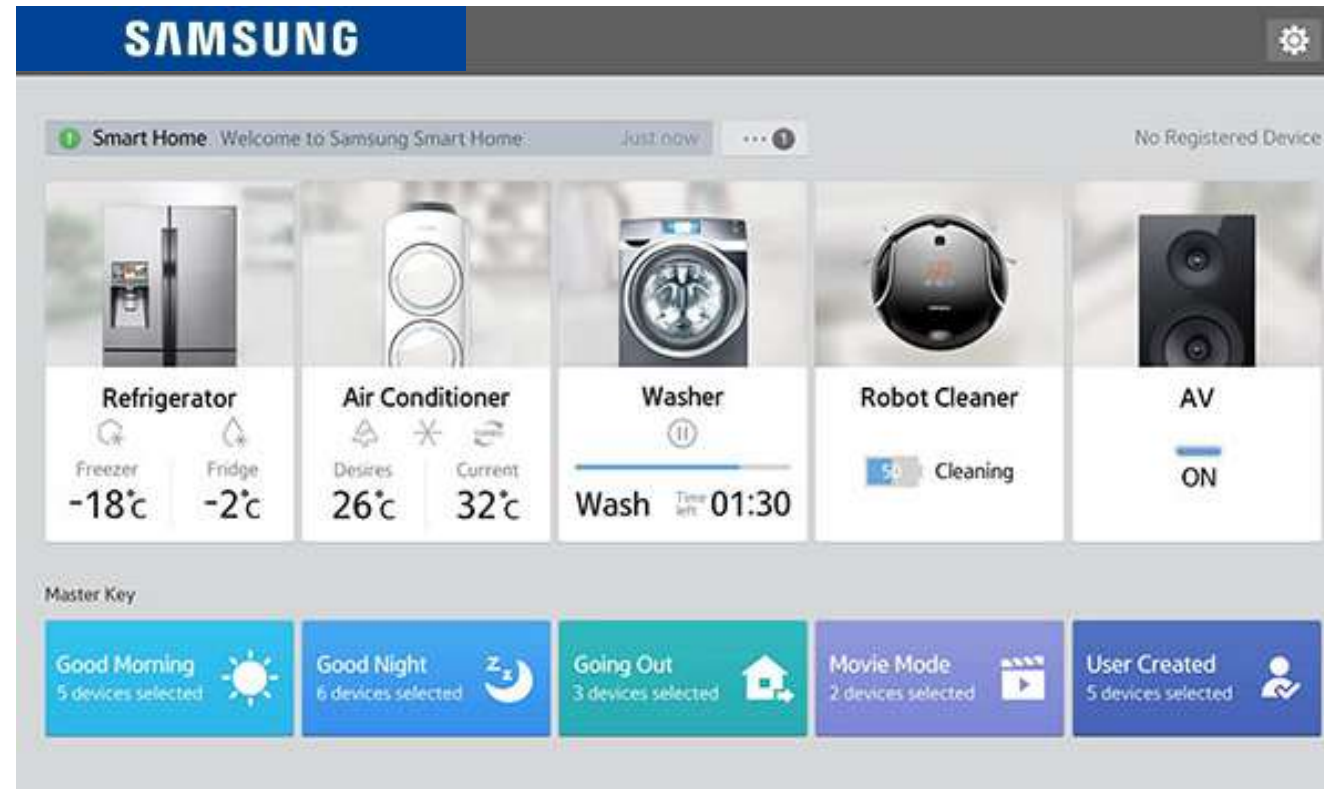 SAMSUNG
Smart Home Welcome to Samsung Smart Home Just now ... 1
No Registered Device
Refrigerator
Freezer Fridge
-18°c -2°c
Air Conditioner
Desires Current
26°c 32°c
Washer
Wash Time left 01:30
Robot Cleaner
Cleaning
AV
ON
Master Key
Good Morning
5 devices selected
Good Night
6 devices selected
Going Out
3 devices selected
Movie Mode
2 devices selected
User Created
5 devices selected